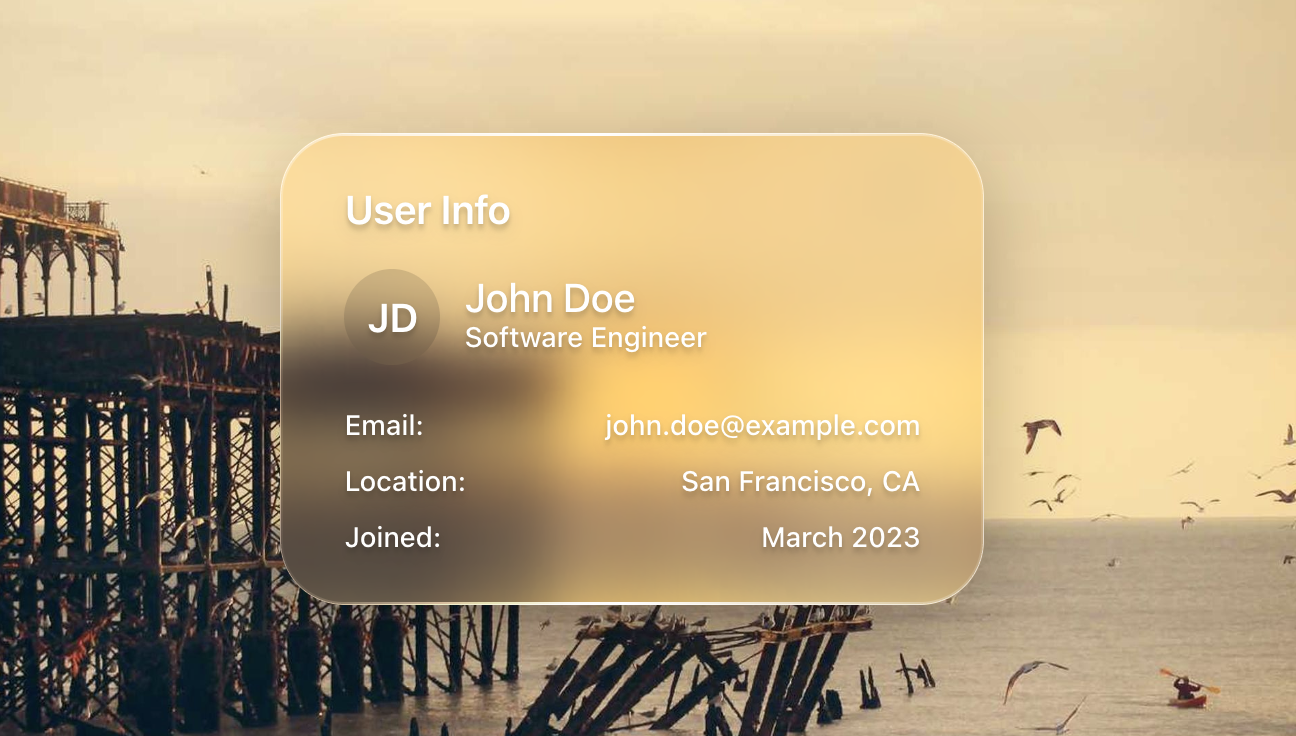 User Info
JD
John Doe
Software Engineer
Email: john.doe@example.com
Location: San Francisco, CA
Joined: March 2023